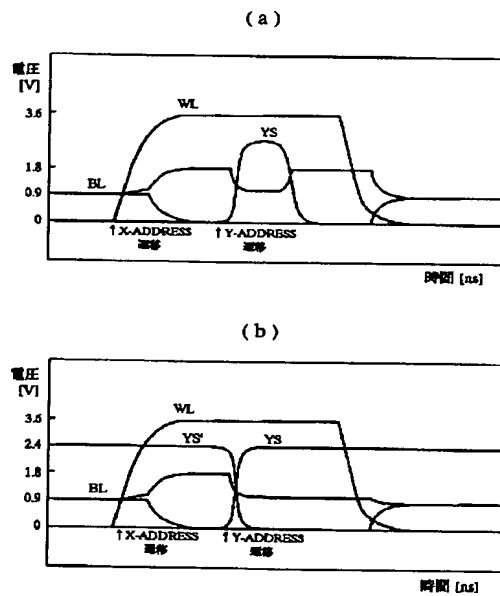 ( a )
電圧
[V]
3.6
1.8
0.9
0
WL
YS
BL
↑X-ADDRESS
遷移
↑Y-ADDRESS
遷移
時間 [ns]
( b )
電圧
[V]
3.6
2.4
1.8
0.9
0
WL
YS'
YS
BL
↑X-ADDRESS
遷移
↑Y-ADDRESS
遷移
時間 [ns]